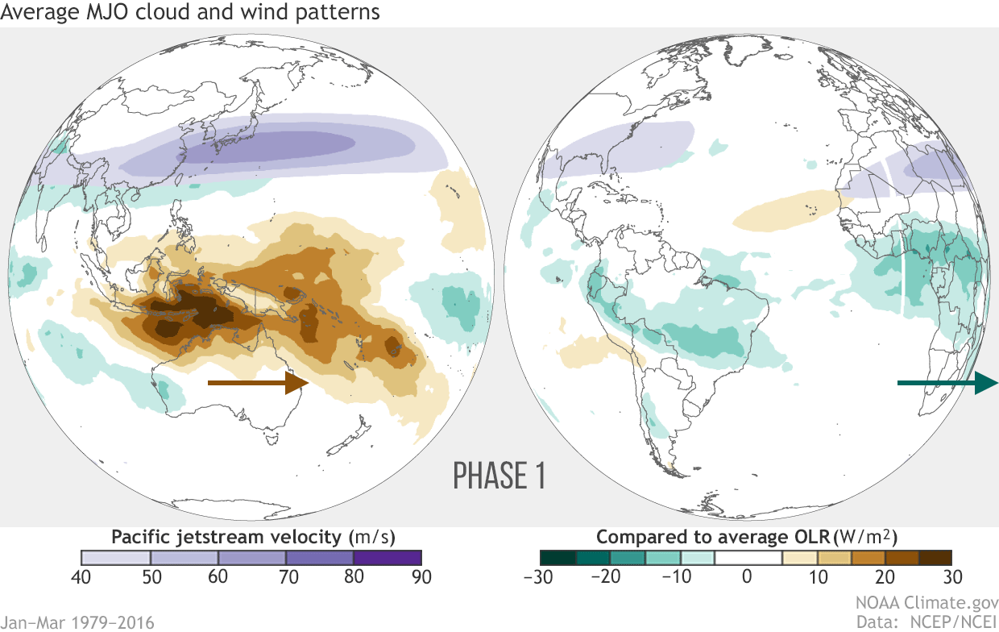 Average MJO cloud and wind patterns
PHASE 1
Pacific jetstream velocity (m/s)
40 50 60 70 80 90
Compared to average OLR (W/m²)
−30 −20 −10 0 10 20 30
Jan−Mar 1979−2016
NOAA Climate.gov
Data: NCEP/NCEI